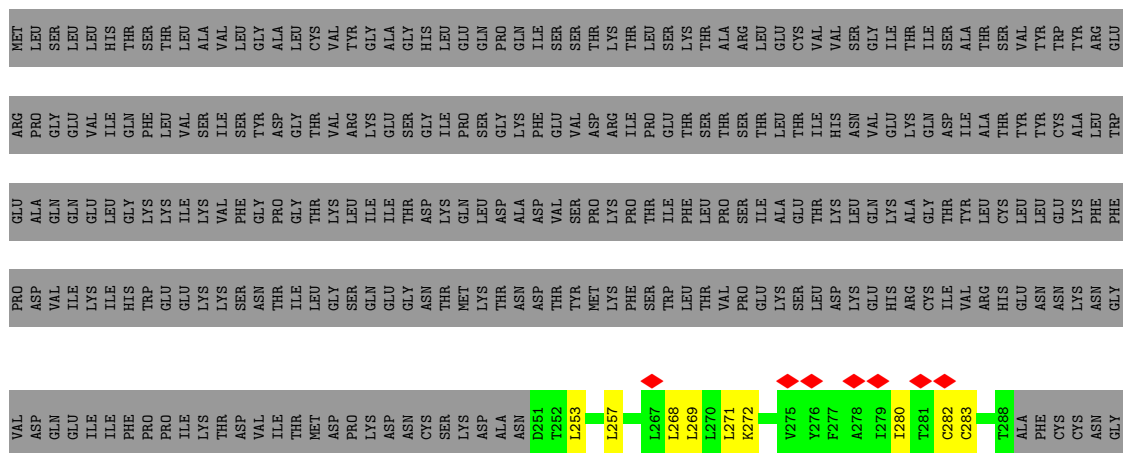 MET LEU SER LEU LEU HIS THR SER THR LEU ALA VAL LEU GLY ALA LEU CYS VAL TYR GLY ALA GLY HIS LEU GLU GLN PRO GLN ILE SER SER THR LYS THR LEU SER LYS THR ALA ARG LEU GLU CYS VAL VAL SER GLY ILE THR ILE SER ALA THR SER VAL TYR TRP TYR ARG GLU
ARG PRO GLY GLU VAL ILE GLN PHE LEU VAL SER ILE SER TYR ASP GLY THR VAL ARG LYS GLU SER GLY ILE PRO SER GLY LYS PHE GLU VAL ASP ARG ILE PRO GLU THR SER THR SER THR LEU THR ILE HIS ASN VAL GLU LYS GLN ASP ILE ALA THR TYR TYR CYS ALA LEU TRP
GLU ALA GLN GLN GLU LEU GLY LYS LYS ILE LYS VAL PHE GLY PRO GLY THR LYS LEU ILE ILE THR ASP LYS GLN LEU ASP ALA ASP VAL SER PRO LYS PRO THR ILE PHE LEU PRO SER ILE ALA GLU THR LYS LEU GLN LYS ALA GLY THR TYR LEU CYS LEU LEU GLU LYS PHE PHE
PRO ASP VAL ILE LYS ILE HIS TRP GLU GLU LYS LYS SER ASN THR ILE LEU GLY SER GLN GLU GLY ASN THR MET LYS THR ASN ASP THR TYR MET LYS PHE SER TRP LEU THR VAL PRO GLU LYS SER LEU ASP LYS GLU HIS ARG CYS ILE VAL ARG HIS GLU ASN ASN LYS ASN GLY
VAL ASP GLN GLU ILE ILE PHE PRO PRO ILE LYS THR ASP VAL ILE THR MET ASP PRO LYS ASP ASN CYS SER LYS ASP ALA ASN D251 T252 L253 L257 L267 L268 L269 L270 L271 K272 V275 Y276 F277 A278 I279 I280 T281 C282 C283 T288 ALA PHE CYS CYS ASN GLY